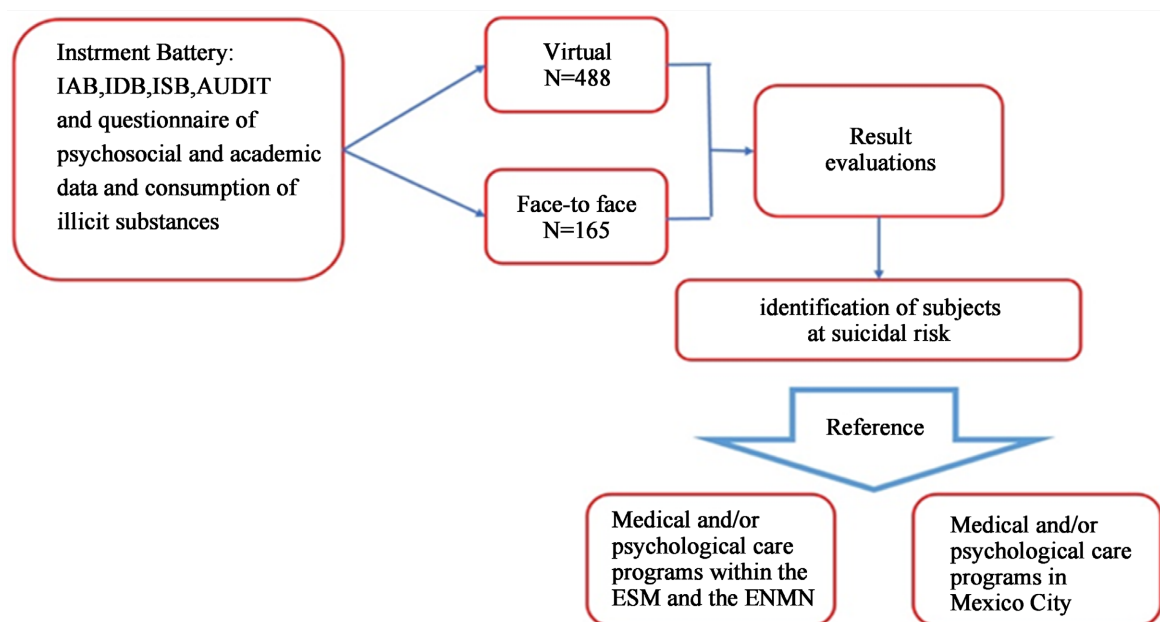 Instrment Battery:
IAB,IDB,ISB,AUDIT
and questionnaire of
psychosocial and academic
data and consumption of
illicit substances
Virtual
N=488
Face-to face
N=165
Result
evaluations
identification of subjects
at suicidal risk
Reference
Medical and/or
psychological care
programs within the
ESM and the ENMN
Medical and/or
psychological care
programs in
Mexico City